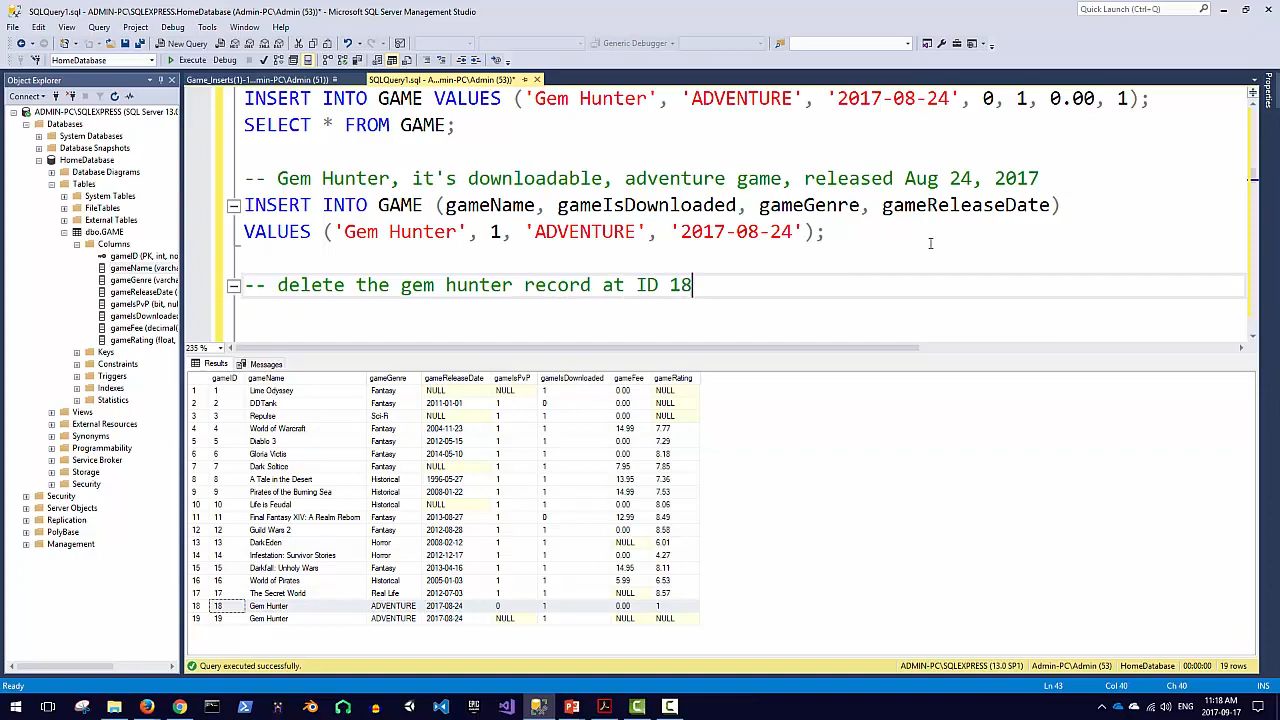 SQLQuery1.sql - ADMIN-PC\SQLEXPRESS.HomeDatabase (Admin-PC\Admin (53))* - Microsoft SQL Server Management Studio
Quick Launch (Ctrl+Q)
File Edit View Query Project Debug Tools Window Help
New Query
Generic Debugger
HomeDatabase Execute Debug
Object Explorer
Game_Inserts(1)-1...min-PC\Admin (51))
SQLQuery1.sql - A...min-PC\Admin (53))*
Properties
Connect
ADMIN-PC\SQLEXPRESS (SQL Server 13.0
Databases
System Databases
Database Snapshots
HomeDatabase
Database Diagrams
Tables
System Tables
FileTables
External Tables
dbo.GAME
Columns
gameID (PK, int, no
gameName (varcha
gameGenre (varcha
gameReleaseDate (
gameIsPvP (bit, nul
gameIsDownloadec
gameFee (decimal(
gameRating (float,
Keys
Constraints
Triggers
Indexes
Statistics
Views
External Resources
Synonyms
Programmability
Service Broker
Storage
Security
Security
Server Objects
Replication
PolyBase
Management
INSERT INTO GAME VALUES ('Gem Hunter', 'ADVENTURE', '2017-08-24', 0, 1, 0.00, 1);
SELECT * FROM GAME;
-- Gem Hunter, it's downloadable, adventure game, released Aug 24, 2017
INSERT INTO GAME (gameName, gameIsDownloaded, gameGenre, gameReleaseDate)
VALUES ('Gem Hunter', 1, 'ADVENTURE', '2017-08-24');
-- delete the gem hunter record at ID 18
235 %
Results Messages
gameID gameName gameGenre gameReleaseDate gameIsPvP gameIsDownloaded gameFee gameRating
1 1 Lime Odyssey Fantasy NULL NULL 1 0.00 NULL
2 2 DDTank Fantasy 2011-01-01 1 0 0.00 NULL
3 3 Repulse Sci-Fi NULL 1 1 0.00 NULL
4 4 World of Warcraft Fantasy 2004-11-23 1 1 14.99 7.77
5 5 Diablo 3 Fantasy 2012-05-15 1 1 0.00 7.29
6 6 Gloria Victis Fantasy 2014-05-10 1 1 0.00 8.18
7 7 Dark Soltice Fantasy NULL 1 1 7.95 7.85
8 8 A Tale in the Desert Historical 1996-05-27 1 1 13.95 7.36
9 9 Pirates of the Burning Sea Historical 2008-01-22 1 1 14.99 7.53
10 10 Life is Feudal Historical NULL 1 1 0.00 8.06
11 11 Final Fantasy XIV: A Realm Reborn Fantasy 2013-08-27 1 0 12.99 8.49
12 12 Guild Wars 2 Fantasy 2012-08-28 1 1 0.00 8.58
13 13 DarkEden Horror 2008-02-12 1 1 NULL 6.01
14 14 Infestation: Survivor Stories Horror 2012-12-17 1 1 0.00 4.27
15 15 Darkfall: Unholy Wars Fantasy 2013-04-16 1 1 14.95 8.11
16 16 World of Pirates Historical 2005-01-03 1 1 5.99 6.53
17 17 The Secret World Real Life 2012-07-03 1 1 NULL 8.57
18 18 Gem Hunter ADVENTURE 2017-08-24 0 1 0.00 1
19 19 Gem Hunter ADVENTURE 2017-08-24 NULL 1 NULL NULL
Query executed successfully.
ADMIN-PC\SQLEXPRESS (13.0 SP1) Admin-PC\Admin (53) HomeDatabase 00:00:00 19 rows
Ready Ln 43 Col 40 Ch 40 INS
ENG
11:18 AM
2017-09-17